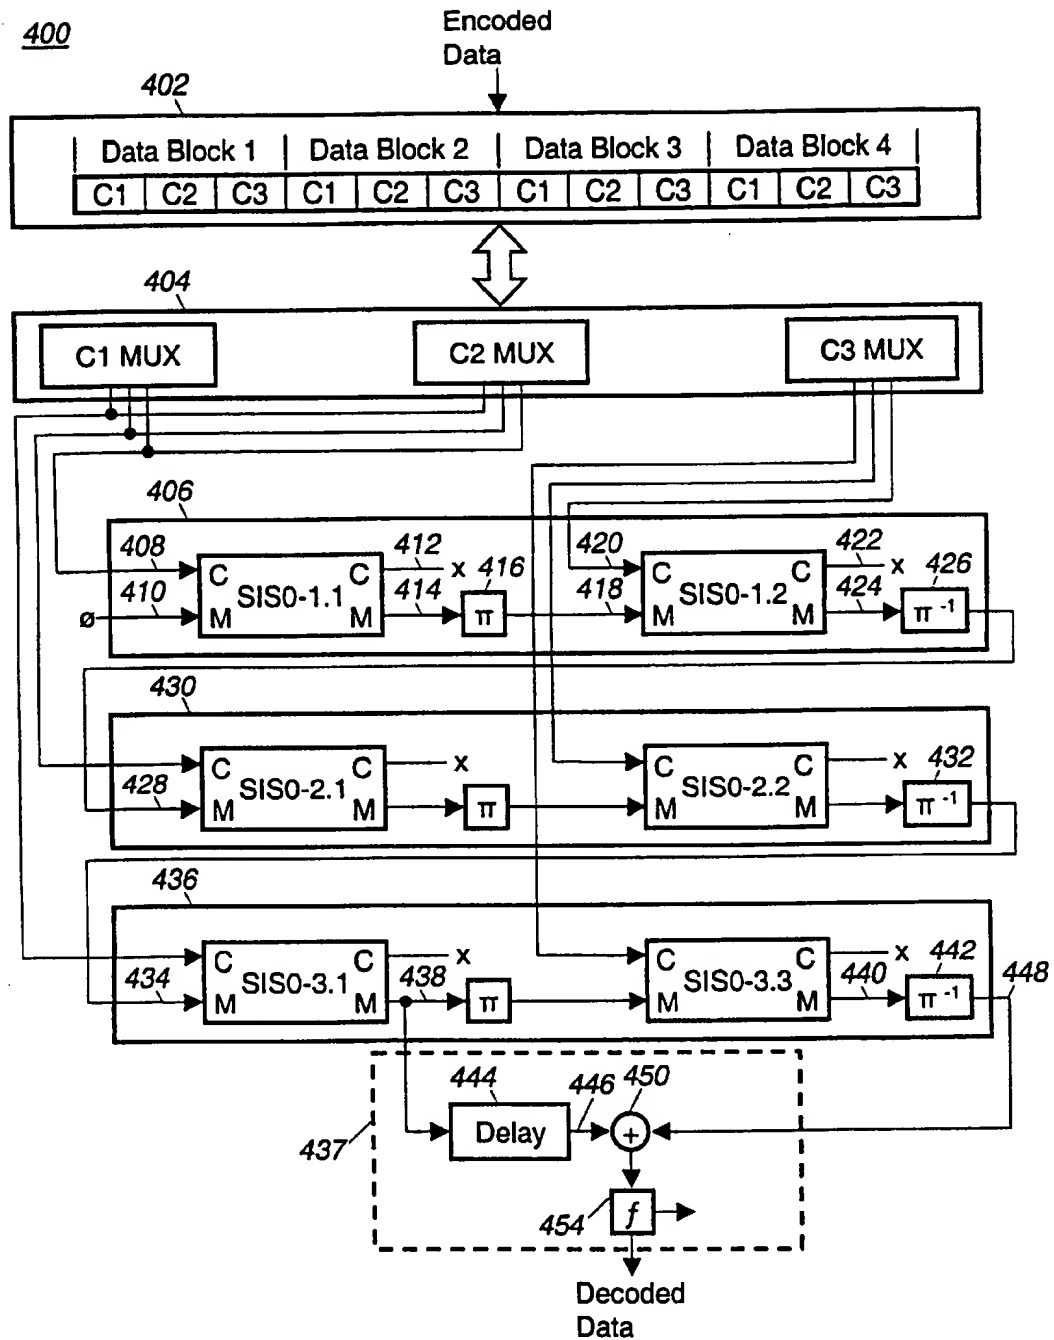 400
Encoded
Data
402
Data Block 1 Data Block 2 Data Block 3 Data Block 4
C1 C2 C3 C1 C2 C3 C1 C2 C3 C1 C2 C3
404
C1 MUX C2 MUX C3 MUX
406
408 412 x 416 420 422 x 426
C SIS0-1.1 C C SIS0-1.2 C
ø 410 M M 414 π 418 M M 424 π -1
430
C SIS0-2.1 C x C SIS0-2.2 C x 432
428 M M π M M π -1
436
C SIS0-3.1 C x C SIS0-3.3 C x 442
434 M M 438 π M M 440 π -1 448
437 444 446 450
Delay +
454 f
Decoded
Data